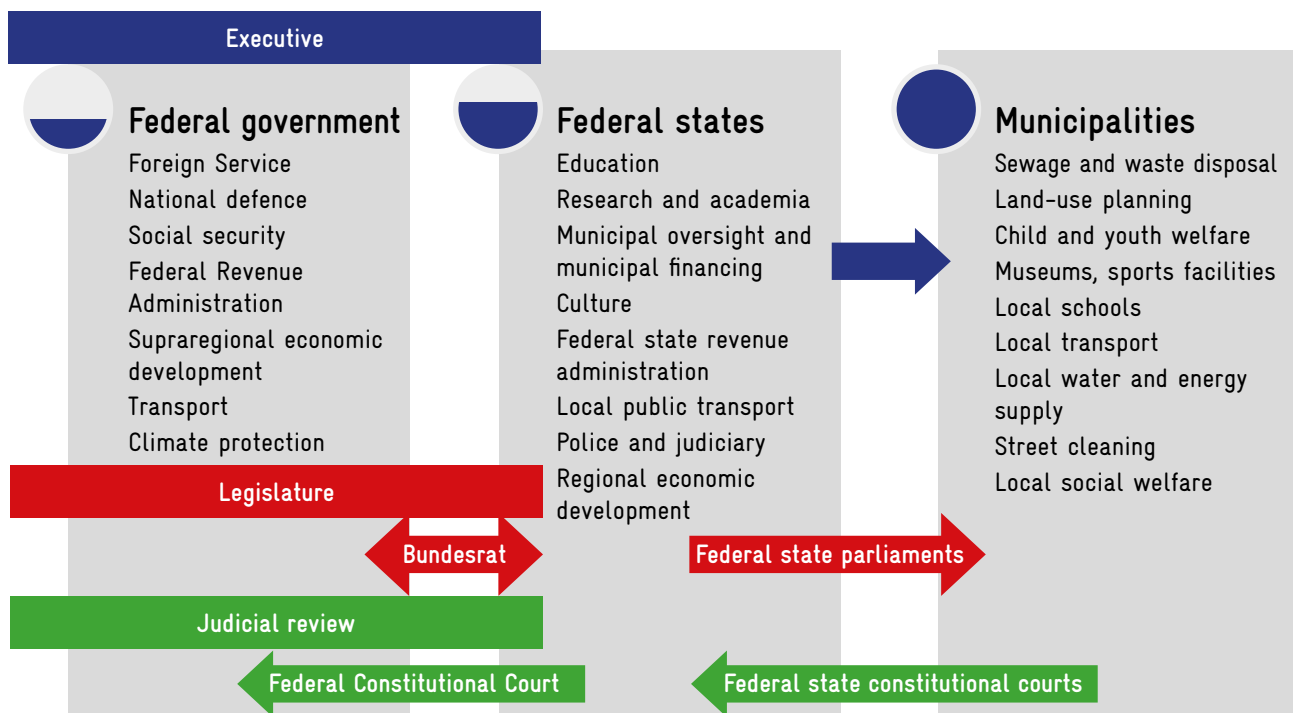 Executive
Federal government
Foreign Service
National defence
Social security
Federal Revenue
Administration
Supraregional economic
development
Transport
Climate protection
Federal states
Education
Research and academia
Municipal oversight and
municipal financing
Culture
Federal state revenue
administration
Local public transport
Police and judiciary
Regional economic
development
Municipalities
Sewage and waste disposal
Land-use planning
Child and youth welfare
Museums, sports facilities
Local schools
Local transport
Local water and energy
supply
Street cleaning
Local social welfare
Legislature
Bundesrat
Federal state parliaments
Judicial review
Federal Constitutional Court
Federal state constitutional courts